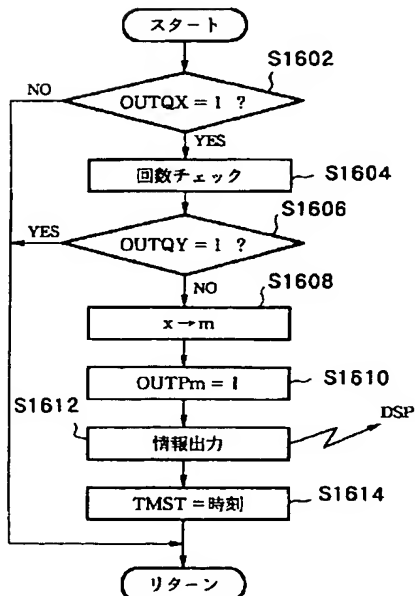 スタート
S1602
NO
OUTQX = 1 ?
YES
回数チェック
S1604
S1606
YES
OUTQY = 1 ?
NO
S1608
x→m
OUTPm = 1
S1610
S1612
DSP
情報出力
TMST = 時刻
S1614
リターン